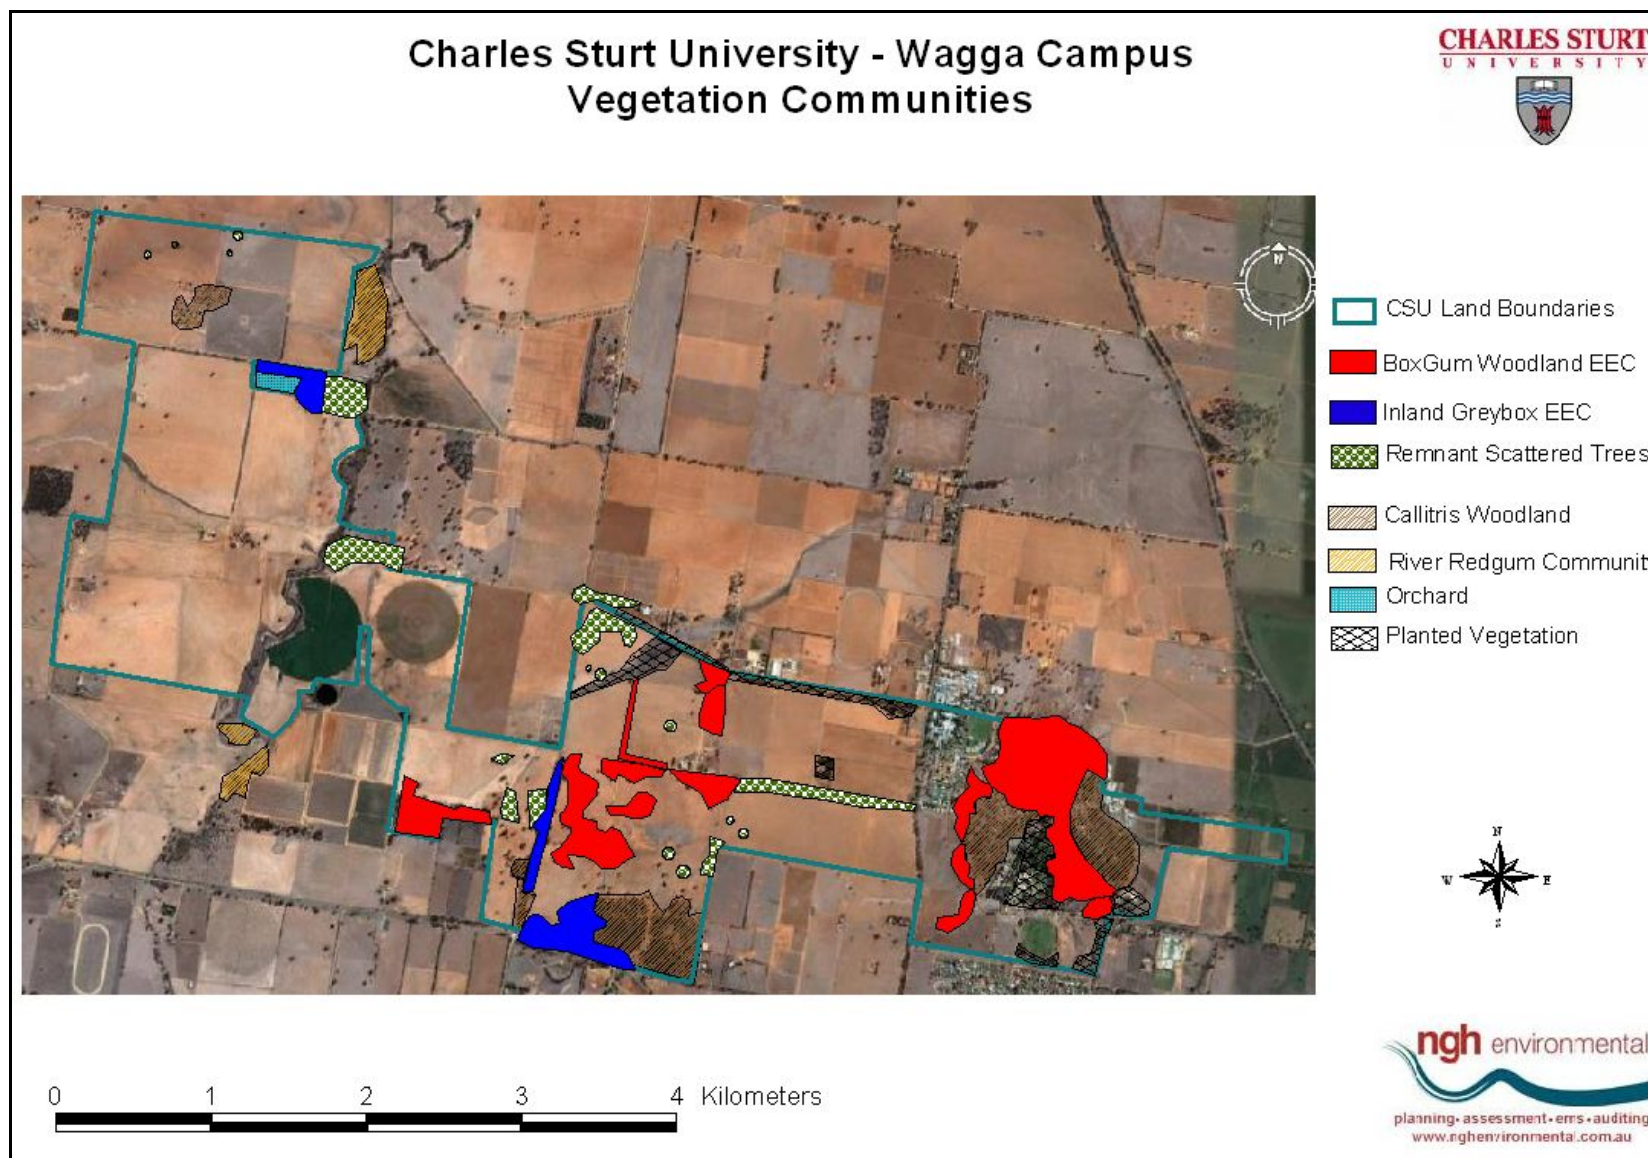 Charles Sturt University - Wagga Campus
Vegetation Communities
CHARLES STURT
UNIVERSITY
N
CSU Land Boundaries
BoxGum Woodland EEC
Inland Greybox EEC
Remnant Scattered Trees
Callitris Woodland
River Redgum Communit
Orchard
Planted Vegetation
N
W E
S
0 1 2 3 4 Kilometers
ngh environmental
planning•assessment•ems•auditing
www.nghenvironmental.com.au